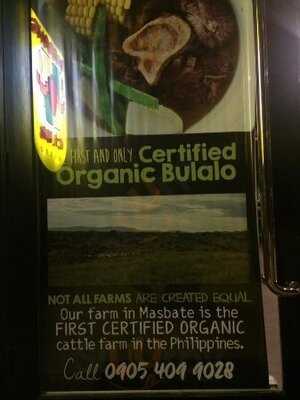 FIRST AND ONLY Certified
Organic Bulalo
NOT ALL FARMS ARE CREATED EQUAL.
Our farm in Masbate is the
FIRST CERTIFIED ORGANIC
cattle farm in the Philippines.
Call 0905 409 9028